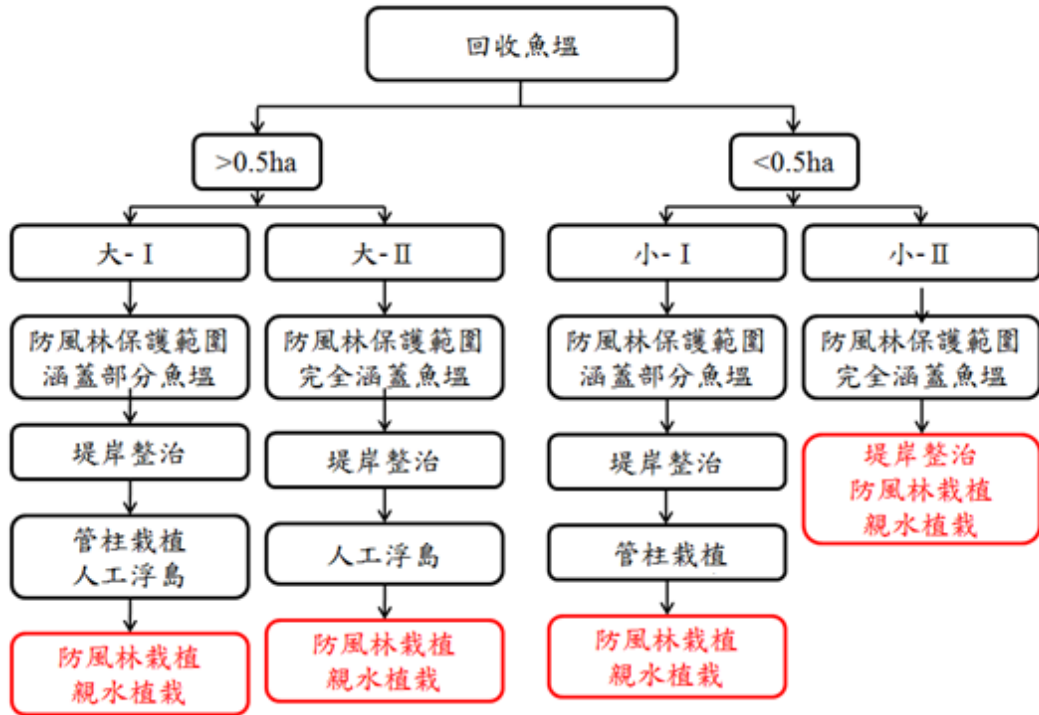 回收魚塭
>0.5ha
<0.5ha
大-Ⅰ
大-Ⅱ
小-Ⅰ
小-Ⅱ
防風林保護範圍
涵蓋部分魚塭
防風林保護範圍
完全涵蓋魚塭
防風林保護範圍
涵蓋部分魚塭
防風林保護範圍
完全涵蓋魚塭
堤岸整治
堤岸整治
堤岸整治
堤岸整治
防風林栽植
親水植栽
管柱栽植
人工浮島
人工浮島
管柱栽植
防風林栽植
親水植栽
防風林栽植
親水植栽
防風林栽植
親水植栽